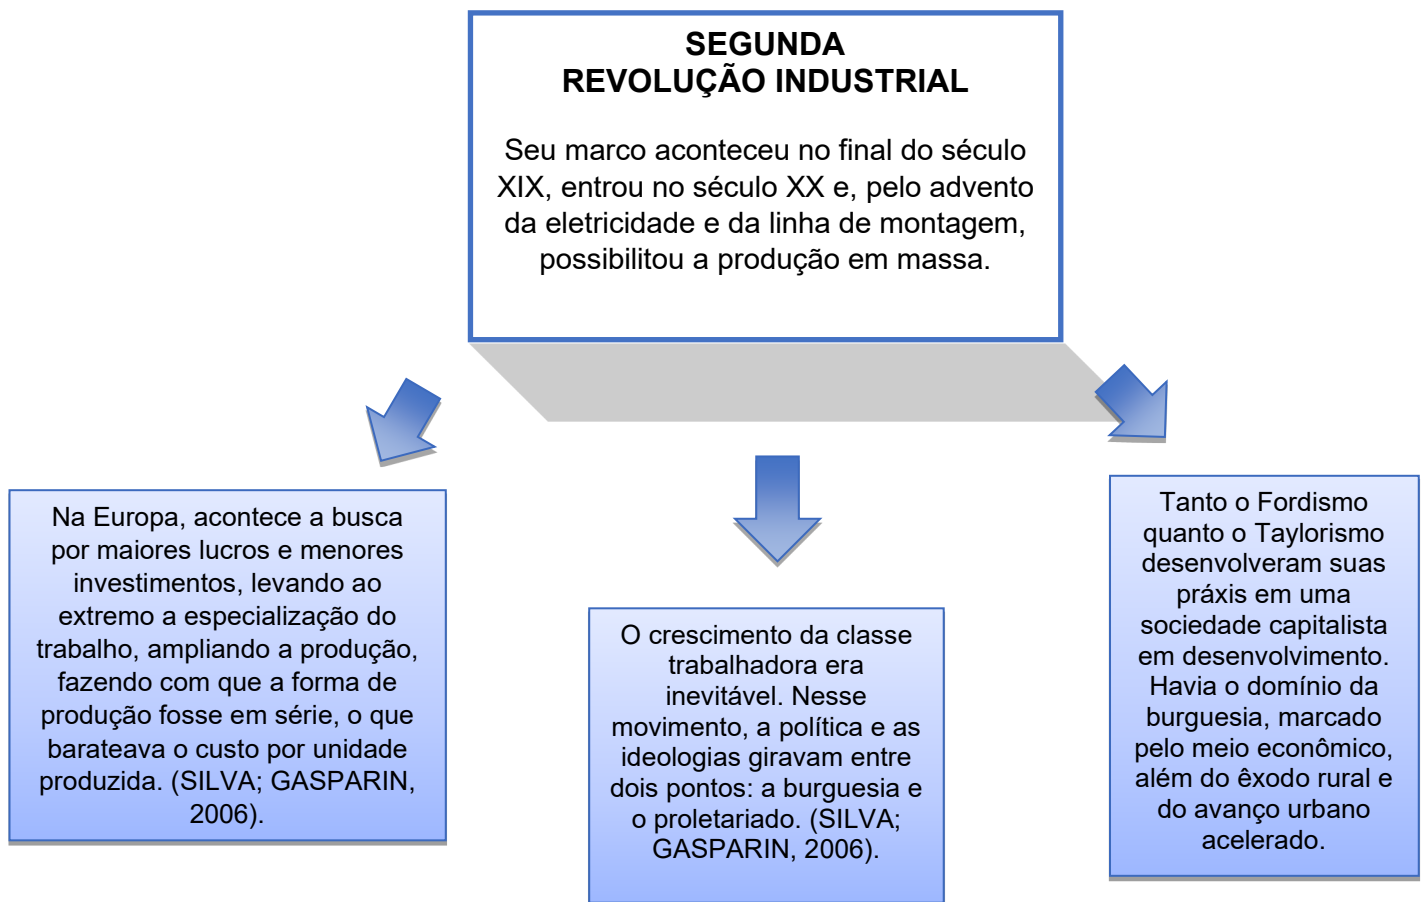 SEGUNDA
REVOLUÇÃO INDUSTRIAL
Seu marco aconteceu no final do século
XIX, entrou no século XX e, pelo advento
da eletricidade e da linha de montagem,
possibilitou a produção em massa.
Na Europa, acontece a busca
por maiores lucros e menores
investimentos, levando ao
extremo a especialização do
trabalho, ampliando a produção,
fazendo com que a forma de
produção fosse em série, o que
barateava o custo por unidade
produzida. (SILVA; GASPARIN,
2006).
O crescimento da classe
trabalhadora era
inevitável. Nesse
movimento, a política e as
ideologias giravam entre
dois pontos: a burguesia e
o proletariado. (SILVA;
GASPARIN, 2006).
Tanto o Fordismo
quanto o Taylorismo
desenvolveram suas
práxis em uma
sociedade capitalista
em desenvolvimento.
Havia o domínio da
burguesia, marcado
pelo meio econômico,
além do êxodo rural e
do avanço urbano
acelerado.